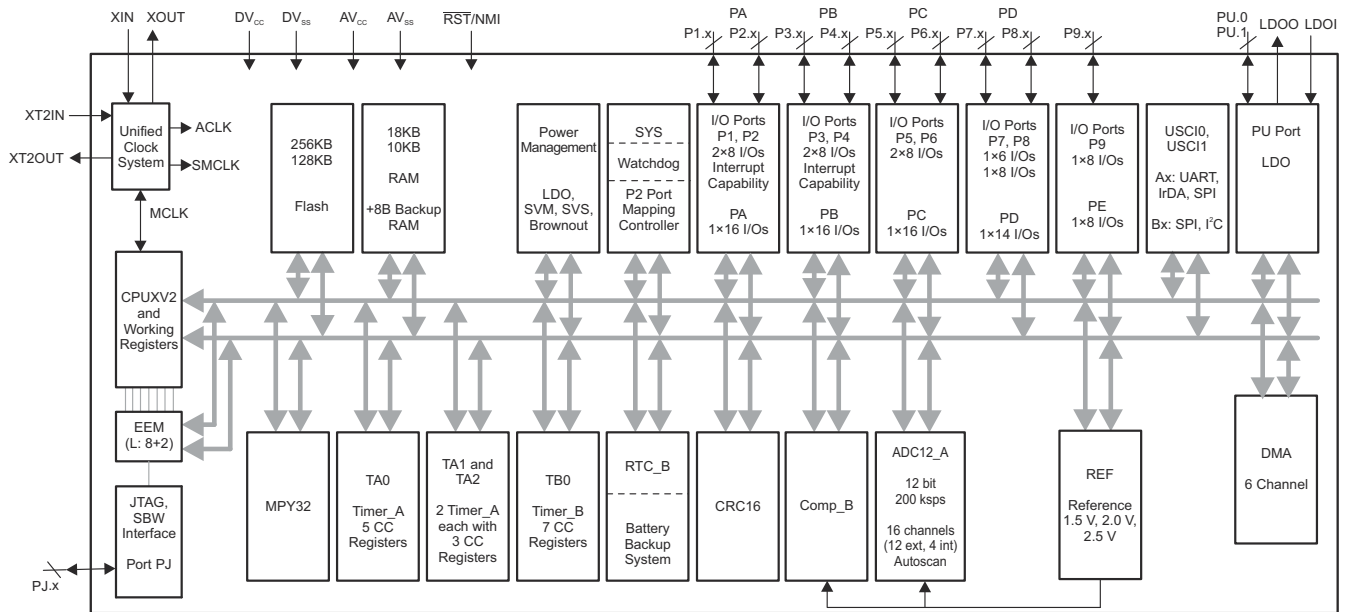 XIN XOUT DVCC DVSS AVCC AVSS RST/NMI
PA PB PC PD
P1.x P2.x P3.x P4.x P5.x P6.x P7.x P8.x P9.x
PU.0
PU.1 LDOO LDOI
XT2IN
XT2OUT
Unified
Clock
System
ACLK
SMCLK
MCLK
256KB
128KB
Flash
18KB
10KB
RAM
+8B Backup
RAM
Power
Management
LDO,
SVM, SVS,
Brownout
SYS
Watchdog
P2 Port
Mapping
Controller
I/O Ports
P1, P2
2×8 I/Os
Interrupt
Capability
PA
1×16 I/Os
I/O Ports
P3, P4
2×8 I/Os
Interrupt
Capability
PB
1×16 I/Os
I/O Ports
P5, P6
2×8 I/Os
PC
1×16 I/Os
I/O Ports
P7, P8
1×6 I/Os
1×8 I/Os
PD
1×14 I/Os
I/O Ports
P9
1×8 I/Os
PE
1×8 I/Os
USCI0,
USCI1
Ax: UART,
IrDA, SPI
Bx: SPI, I²C
PU Port
LDO
CPUXV2
and
Working
Registers
EEM
(L: 8+2)
JTAG,
SBW
Interface
Port PJ
PJ.x
MPY32
TA0
Timer_A
5 CC
Registers
TA1 and
TA2
2 Timer_A
each with
3 CC
Registers
TB0
Timer_B
7 CC
Registers
RTC_B
Battery
Backup
System
CRC16
Comp_B
ADC12_A
12 bit
200 ksps
16 channels
(12 ext, 4 int)
Autoscan
REF
Reference
1.5 V, 2.0 V,
2.5 V
DMA
6 Channel